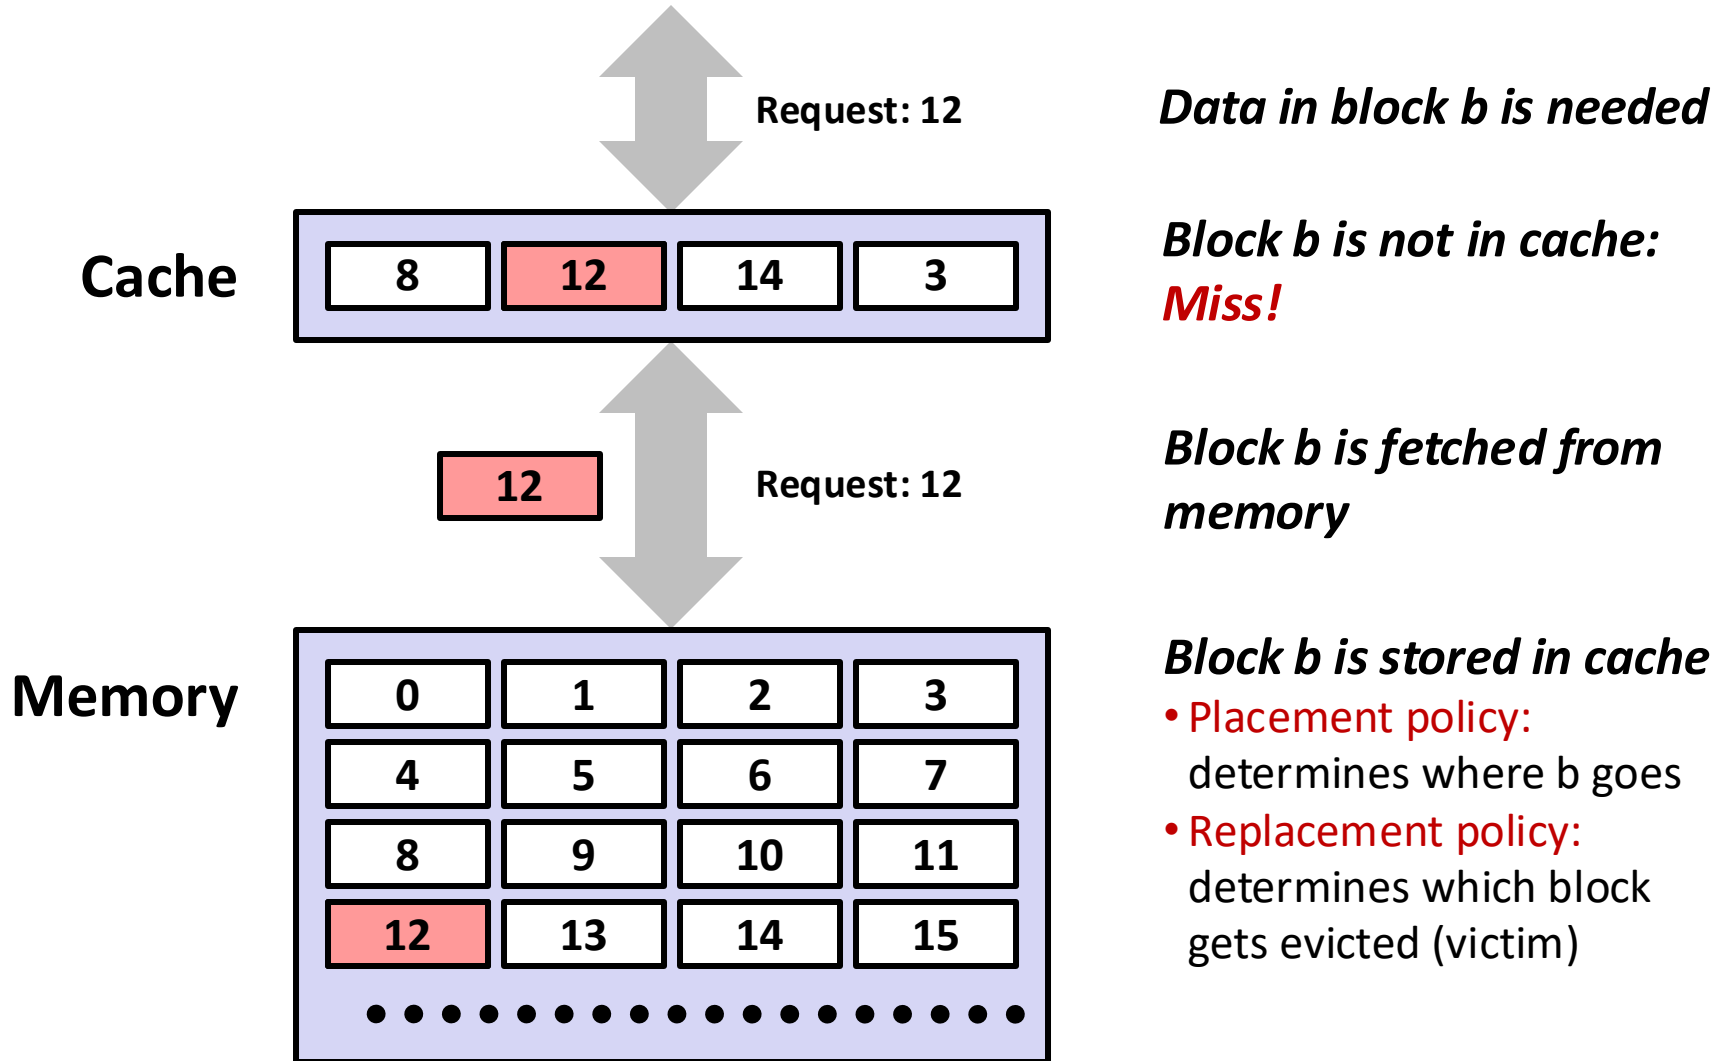 Request: 12
Data in block b is needed
Cache
8 12 14 3
Block b is not in cache:
Miss!
12
Request: 12
Block b is fetched from
memory
Memory
0 1 2 3
4 5 6 7
8 9 10 11
12 13 14 15
Block b is stored in cache
• Placement policy:
determines where b goes
• Replacement policy:
determines which block
gets evicted (victim)